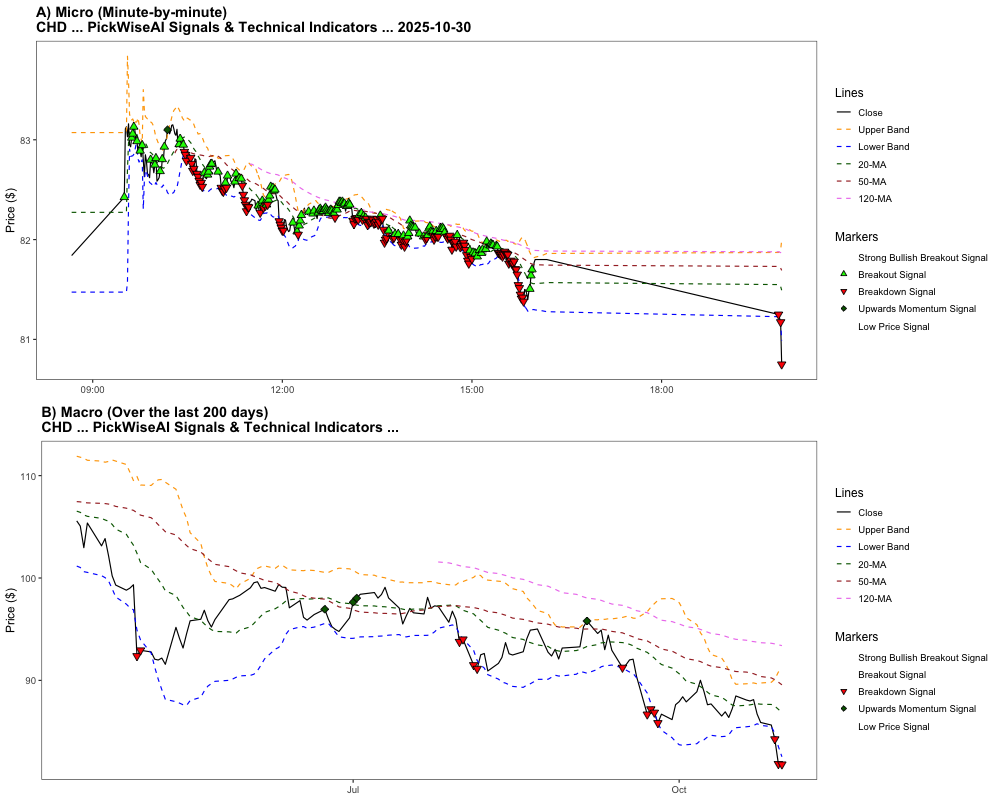 A) Micro (Minute-by-minute)
CHD ... PickWiseAI Signals & Technical Indicators ... 2025-10-30
Price ($)
83
82
81
09:00
12:00
15:00
18:00
Lines
Close
Upper Band
Lower Band
20-MA
50-MA
120-MA
Markers
Strong Bullish Breakout Signal
Breakout Signal
Breakdown Signal
Upwards Momentum Signal
Low Price Signal
B) Macro (Over the last 200 days)
CHD ... PickWiseAI Signals & Technical Indicators ...
Price ($)
110
100
90
Jul
Oct
Lines
Close
Upper Band
Lower Band
20-MA
50-MA
120-MA
Markers
Strong Bullish Breakout Signal
Breakout Signal
Breakdown Signal
Upwards Momentum Signal
Low Price Signal